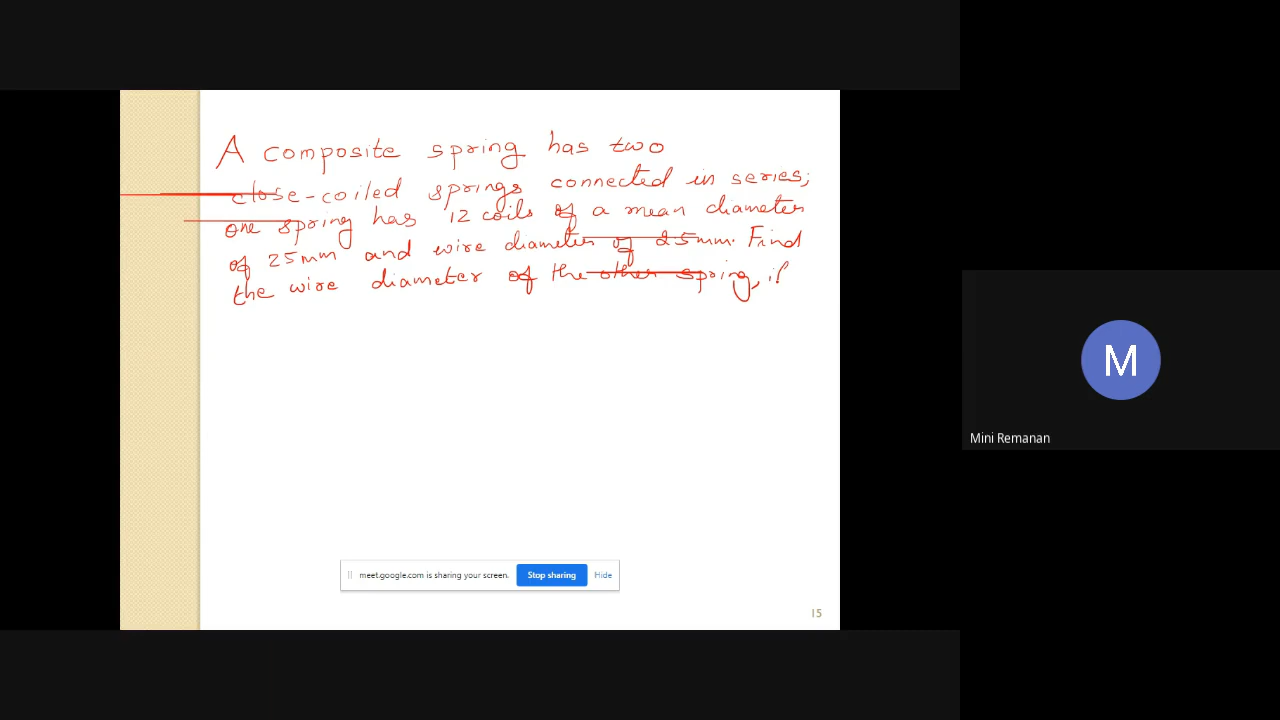 A composite spring has two
close-coiled springs connected in series;
one spring has 12 coils of a mean diameter
of 25mm and wire diameter of 25mm. Find
the wire diameter of the other spring, if
meet.google.com is sharing your screen. Stop sharing Hide
15
M
Mini Remanan